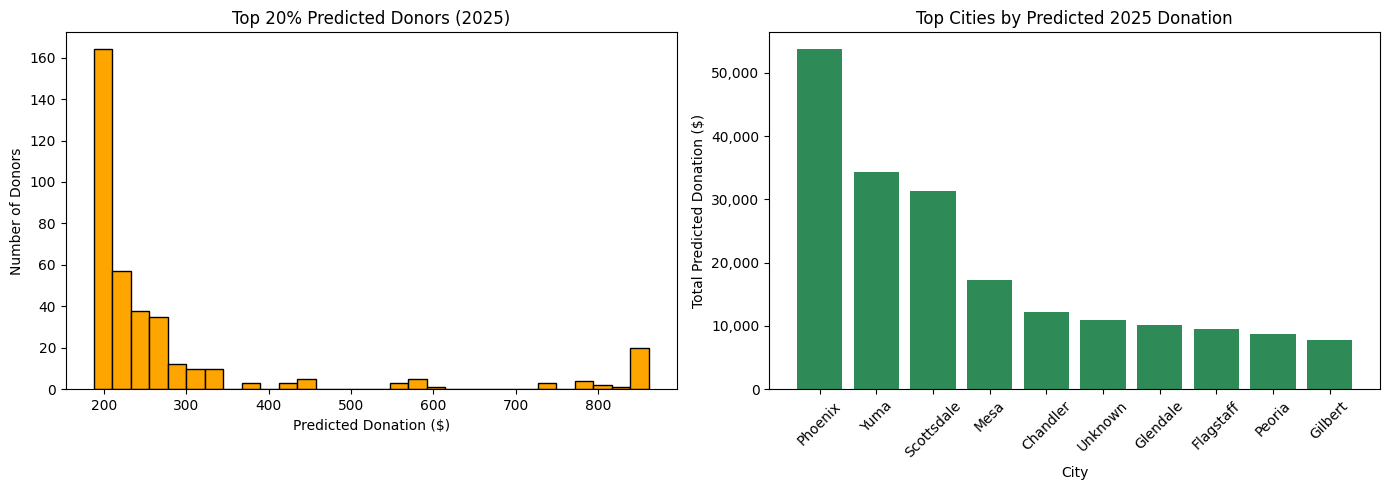 Top 20% Predicted Donors (2025)
160
140
120
100
80
60
40
20
0
Number of Donors
200 300 400 500 600 700 800
Predicted Donation ($)
Top Cities by Predicted 2025 Donation
50,000
40,000
30,000
20,000
10,000
0
Total Predicted Donation ($)
Phoenix
Yuma
Scottsdale
Mesa
Chandler
Unknown
Glendale
Flagstaff
Peoria
Gilbert
City